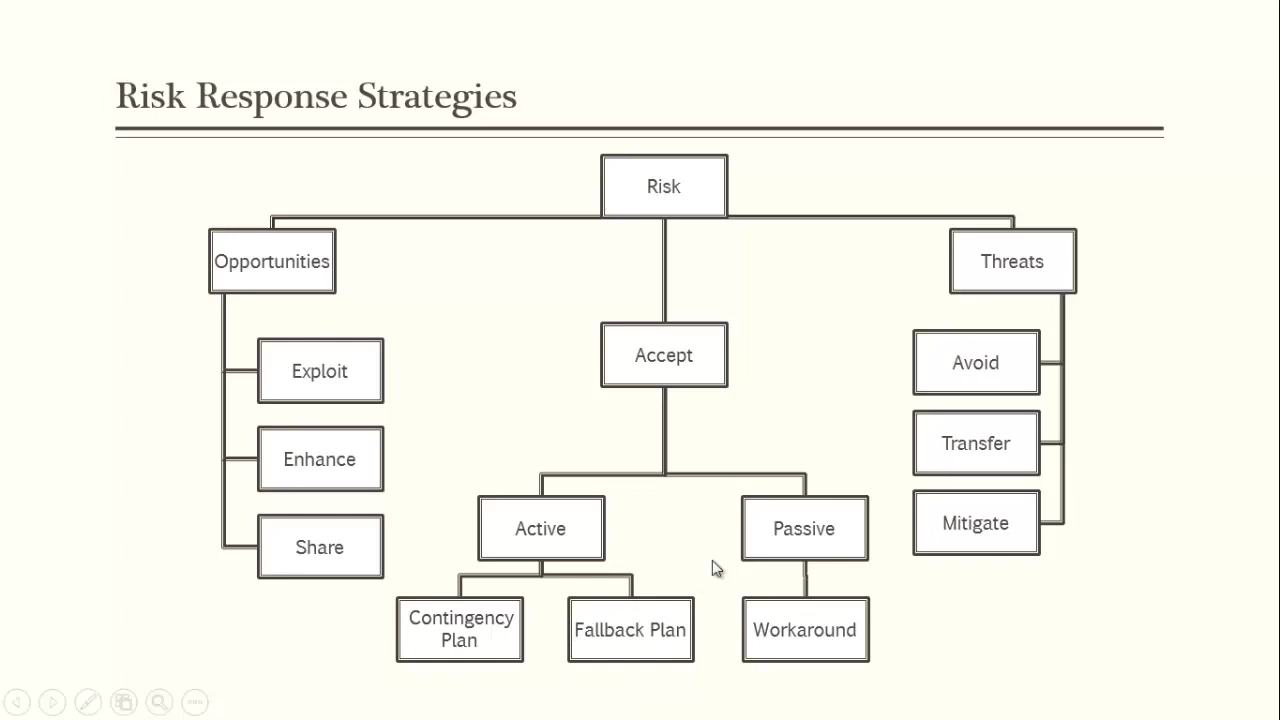 Risk Response Strategies
Risk
Opportunities
Threats
Accept
Exploit
Enhance
Share
Avoid
Transfer
Mitigate
Active
Passive
Contingency
Plan
Fallback Plan
Workaround